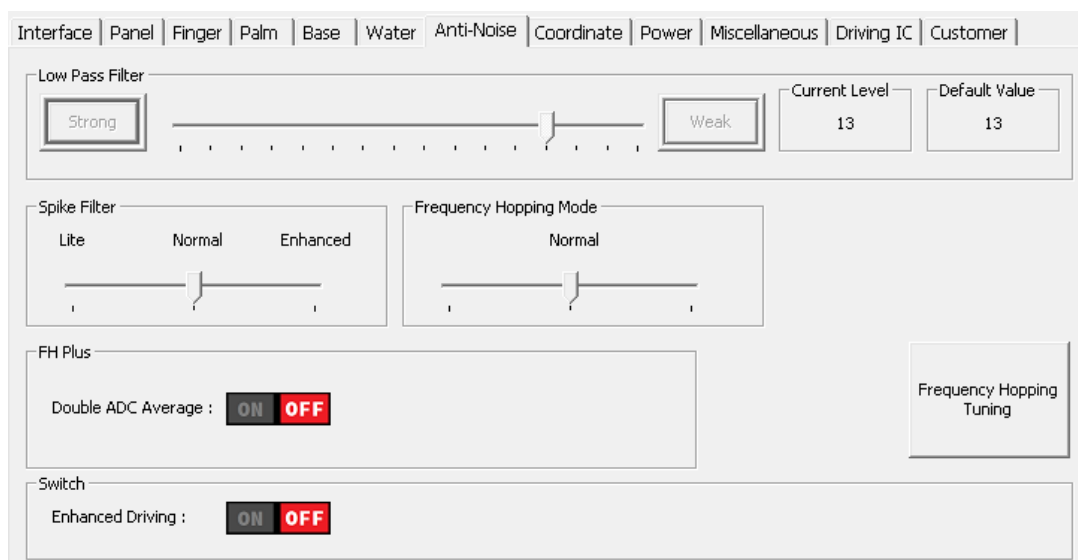 Interface Panel Finger Palm Base Water Anti-Noise Coordinate Power Miscellaneous Driving IC Customer
Low Pass Filter
Strong
Weak
Current Level
13
Default Value
13
Spike Filter
Lite Normal Enhanced
Frequency Hopping Mode
Normal
FH Plus
Double ADC Average : ON OFF
Frequency Hopping
Tuning
Switch
Enhanced Driving : ON OFF